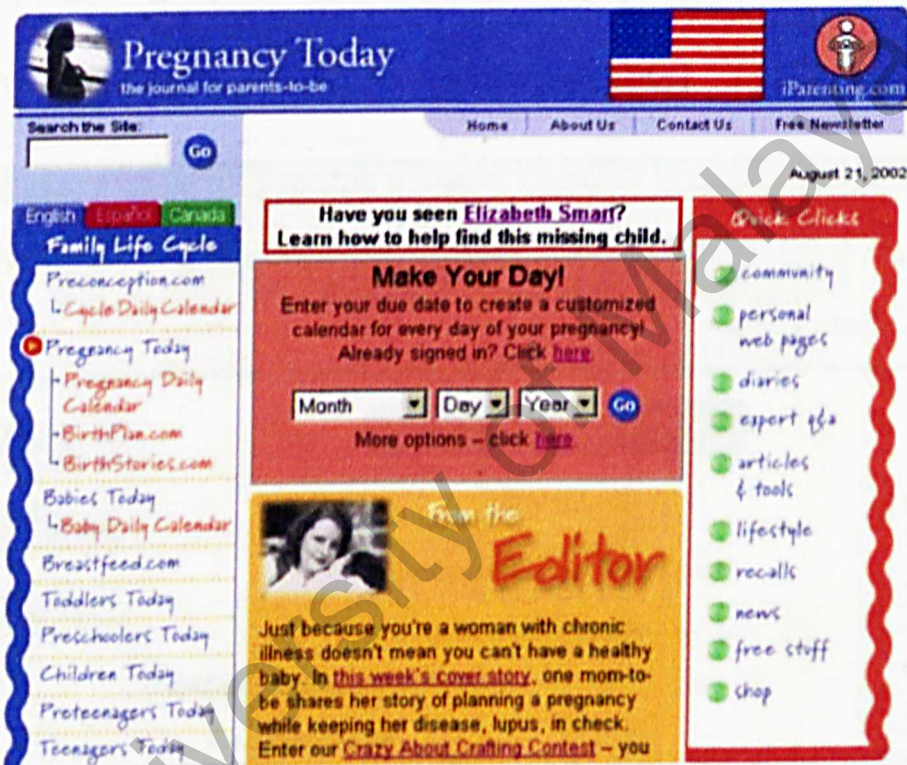 Pregnancy Today
the journal for parents-to-be
iParenting.com
Search the Site:
Go
Home
About Us
Contact Us
Free Newsletter
August 21, 2002
English
Español
Canada
Family Life Cycle
Preconception.com
Cycle Daily Calendar
Pregnancy Today
Pregnancy Daily
Calendar
BirthPlan.com
BirthStories.com
Babies Today
Baby Daily Calendar
Breastfeed.com
Toddlers Today
Preschoolers Today
Children Today
Preteenagers Today
Teenagers Today
Have you seen Elizabeth Smart?
Learn how to help find this missing child.
Make Your Day!
Enter your due date to create a customized
calendar for every day of your pregnancy!
Already signed in? Click here.
Month
Day
Year
Go
More options – click here.
From the
Editor
Just because you're a woman with chronic
illness doesn't mean you can't have a healthy
baby. In this week's cover story, one mom-to-
be shares her story of planning a pregnancy
while keeping her disease, lupus, in check.
Enter our Crazy About Crafting Contest – you
Quick Clicks
community
personal
web pages
diaries
expert q&a
articles
& tools
lifestyle
recalls
news
free stuff
shop
University of Malaya